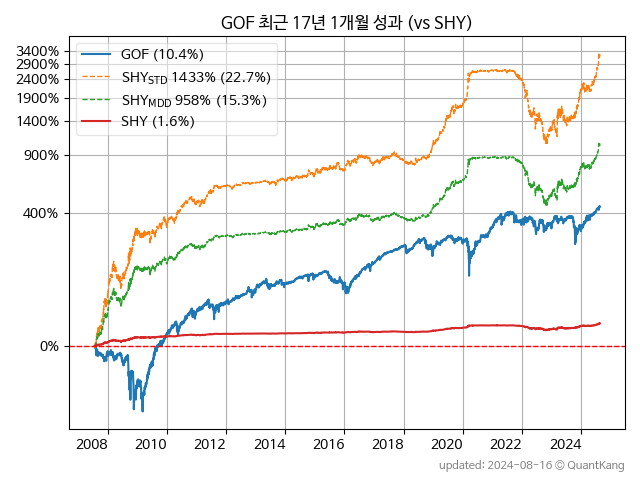 GOF 최근 17년 1개월 성과 (vs SHY)
3400%
2900%
2400%
1900%
1400%
900%
400%
0%
GOF (10.4%)
SHY_STD 1433% (22.7%)
SHY_MDD 958% (15.3%)
SHY (1.6%)
2008 2010 2012 2014 2016 2018 2020 2022 2024
updated: 2024-08-16 © QuantKang